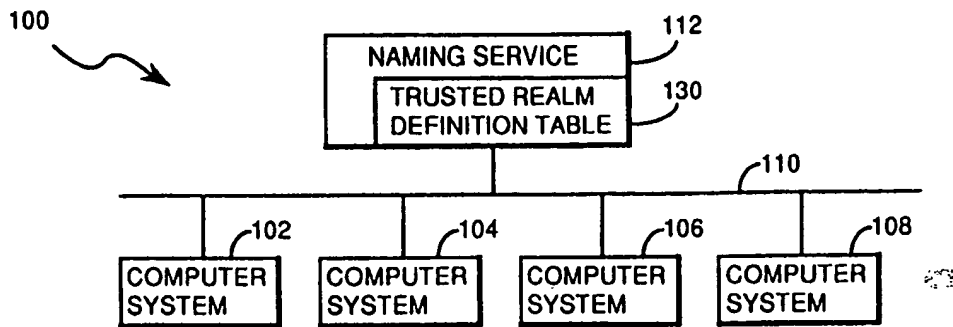 100
112
NAMING SERVICE
TRUSTED REALM
DEFINITION TABLE
130
110
102
104
106
108
COMPUTER
SYSTEM
COMPUTER
SYSTEM
COMPUTER
SYSTEM
COMPUTER
SYSTEM